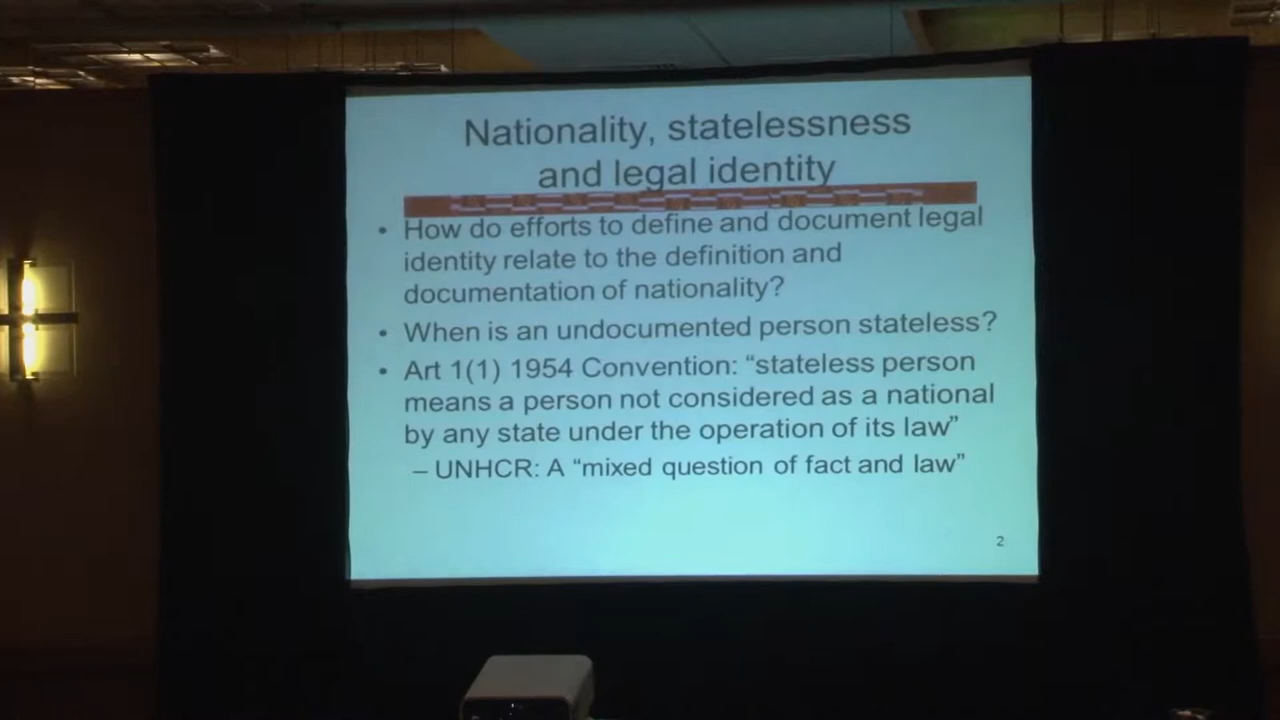 Nationality, statelessness
and legal identity
• How do efforts to define and document legal
identity relate to the definition and
documentation of nationality?
• When is an undocumented person stateless?
• Art 1(1) 1954 Convention: “stateless person
means a person not considered as a national
by any state under the operation of its law”
– UNHCR: A “mixed question of fact and law”
2